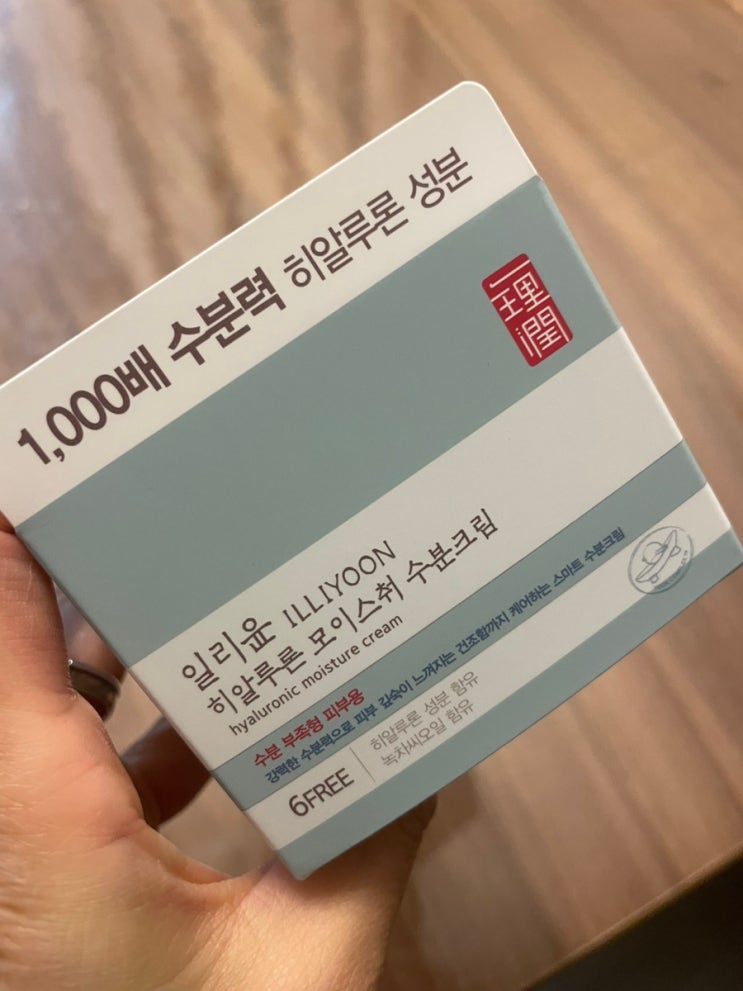 1,000배 수분력 히알루론 성분
一理潤
일리윤 ILLIYOON
히알루론 모이스춰 수분크림
hyaluronic moisture cream
수분 부족형 피부용
강력한 수분력으로 피부 깊숙이 느껴지는 건조함까지 케어하는 스마트 수분크림
6FREE
히알루론 성분 함유
녹차씨오일 함유